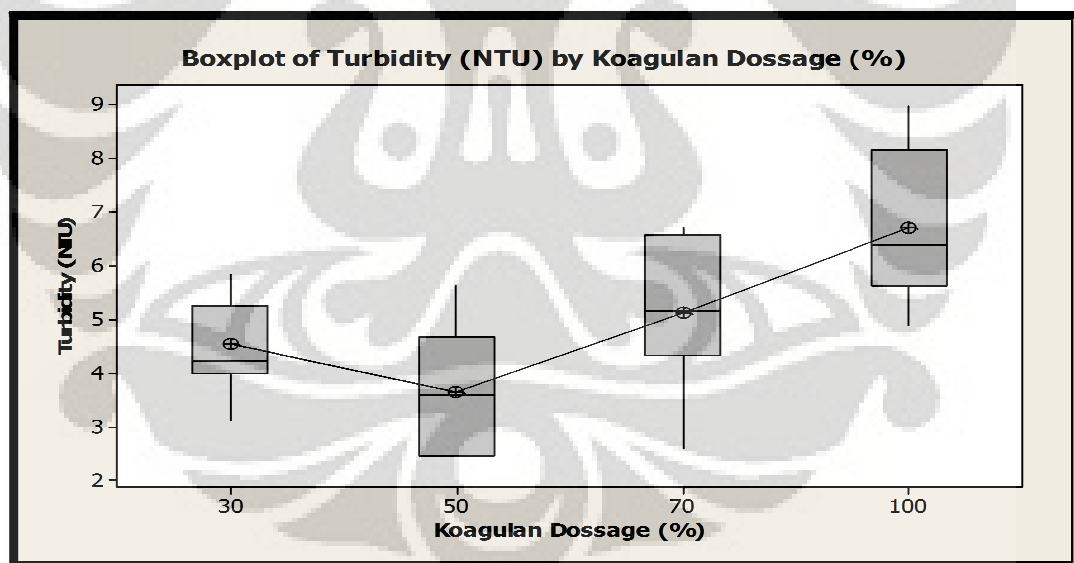 Boxplot of Turbidity (NTU) by Koagulan Dossage (%)
Turbidity (NTU)
9
8
7
6
5
4
3
2
30 50 70 100
Koagulan Dossage (%)